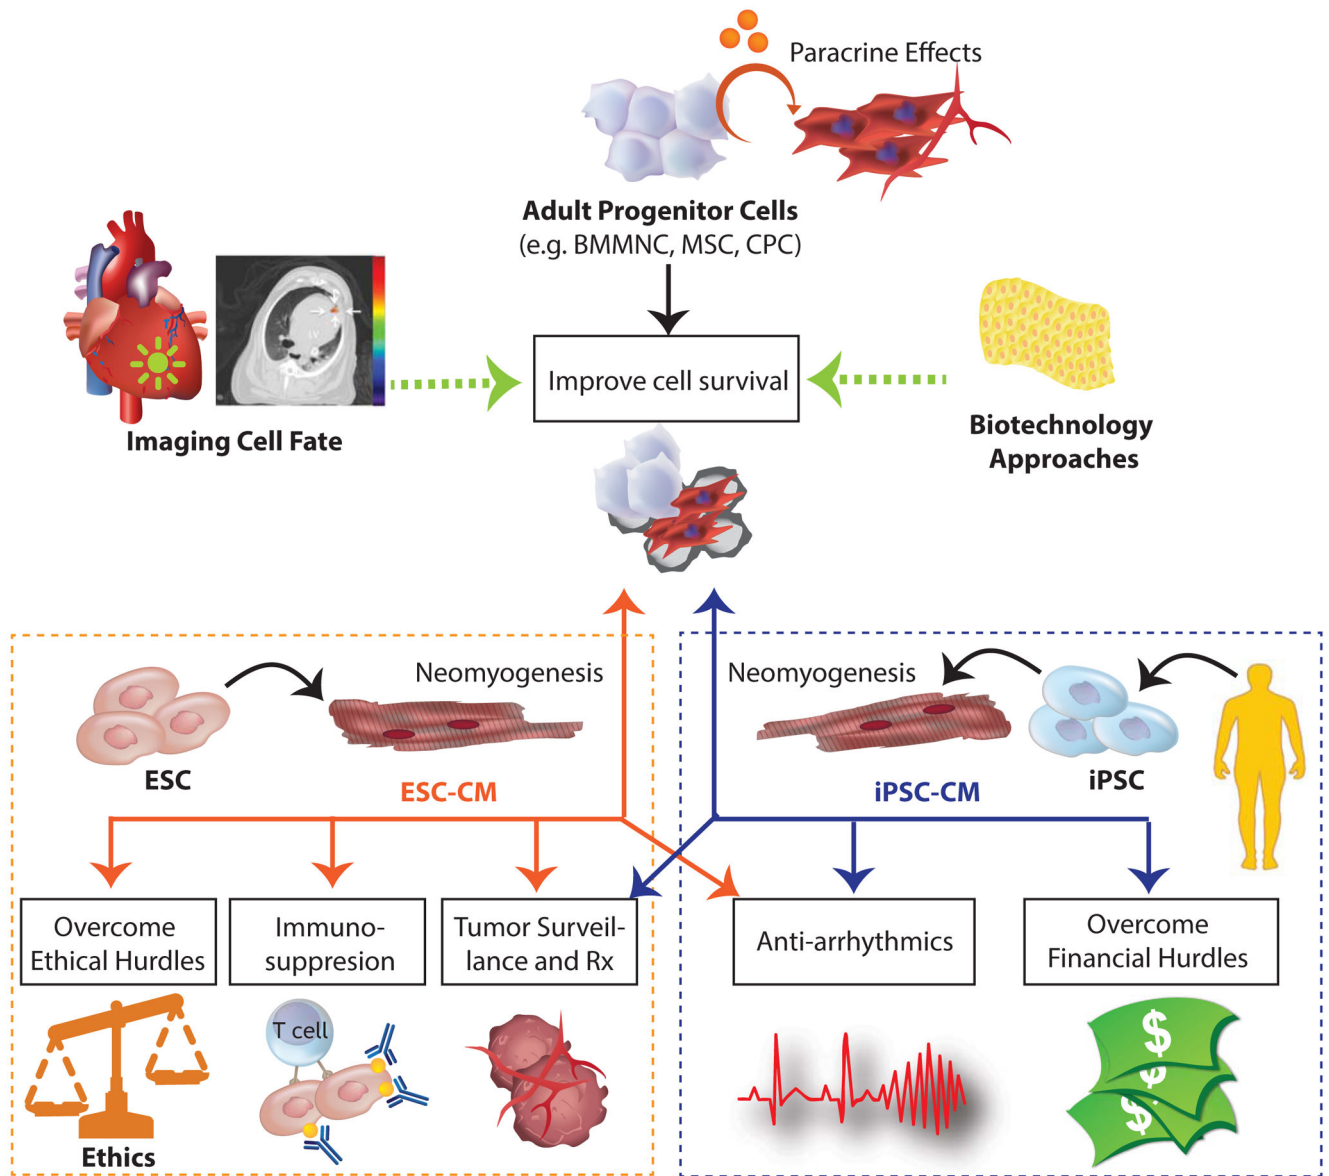 Paracrine Effects
Adult Progenitor Cells
(e.g. BMMNC, MSC, CPC)
Improve cell survival
Imaging Cell Fate
Biotechnology
Approaches
Neomyogenesis
ESC
ESC-CM
Neomyogenesis
iPSC-CM
iPSC
Overcome
Ethical Hurdles
Immuno-
suppresion
Tumor Surveil-
lance and Rx
Anti-arrhythmics
Overcome
Financial Hurdles
T cell
Ethics
$
$
$